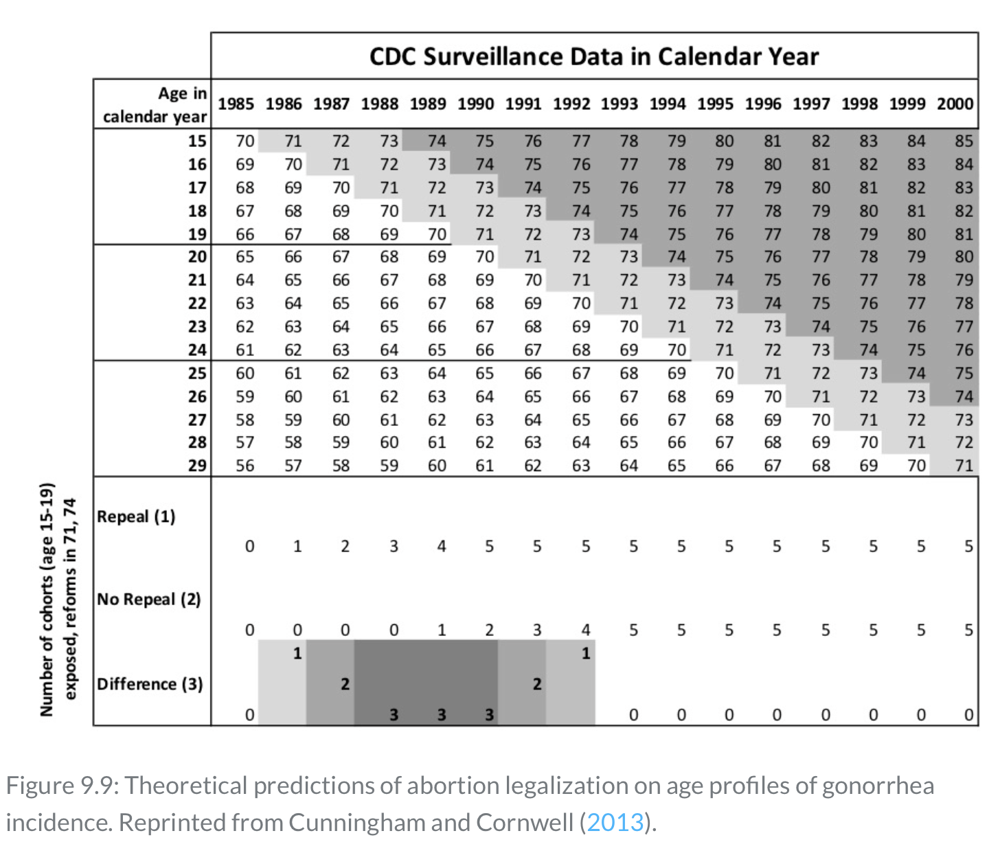 CDC Surveillance Data in Calendar Year
Age in
calendar year 1985 1986 1987 1988 1989 1990 1991 1992 1993 1994 1995 1996 1997 1998 1999 2000
15 70 71 72 73 74 75 76 77 78 79 80 81 82 83 84 85
16 69 70 71 72 73 74 75 76 77 78 79 80 81 82 83 84
17 68 69 70 71 72 73 74 75 76 77 78 79 80 81 82 83
18 67 68 69 70 71 72 73 74 75 76 77 78 79 80 81 82
19 66 67 68 69 70 71 72 73 74 75 76 77 78 79 80 81
20 65 66 67 68 69 70 71 72 73 74 75 76 77 78 79 80
21 64 65 66 67 68 69 70 71 72 73 74 75 76 77 78 79
22 63 64 65 66 67 68 69 70 71 72 73 74 75 76 77 78
23 62 63 64 65 66 67 68 69 70 71 72 73 74 75 76 77
24 61 62 63 64 65 66 67 68 69 70 71 72 73 74 75 76
25 60 61 62 63 64 65 66 67 68 69 70 71 72 73 74 75
26 59 60 61 62 63 64 65 66 67 68 69 70 71 72 73 74
27 58 59 60 61 62 63 64 65 66 67 68 69 70 71 72 73
28 57 58 59 60 61 62 63 64 65 66 67 68 69 70 71 72
29 56 57 58 59 60 61 62 63 64 65 66 67 68 69 70 71
Number of cohorts (age 15-19)
exposed, reforms in 71, 74
Repeal (1)
0 1 2 3 4 5 5 5 5 5 5 5 5 5 5 5
No Repeal (2)
0 0 0 0 1 2 3 4 5 5 5 5 5 5 5 5
1 1
Difference (3) 2 2
0 3 3 3 0 0 0 0 0 0 0 0
Figure 9.9: Theoretical predictions of abortion legalization on age profiles of gonorrhea
incidence. Reprinted from Cunningham and Cornwell (2013).